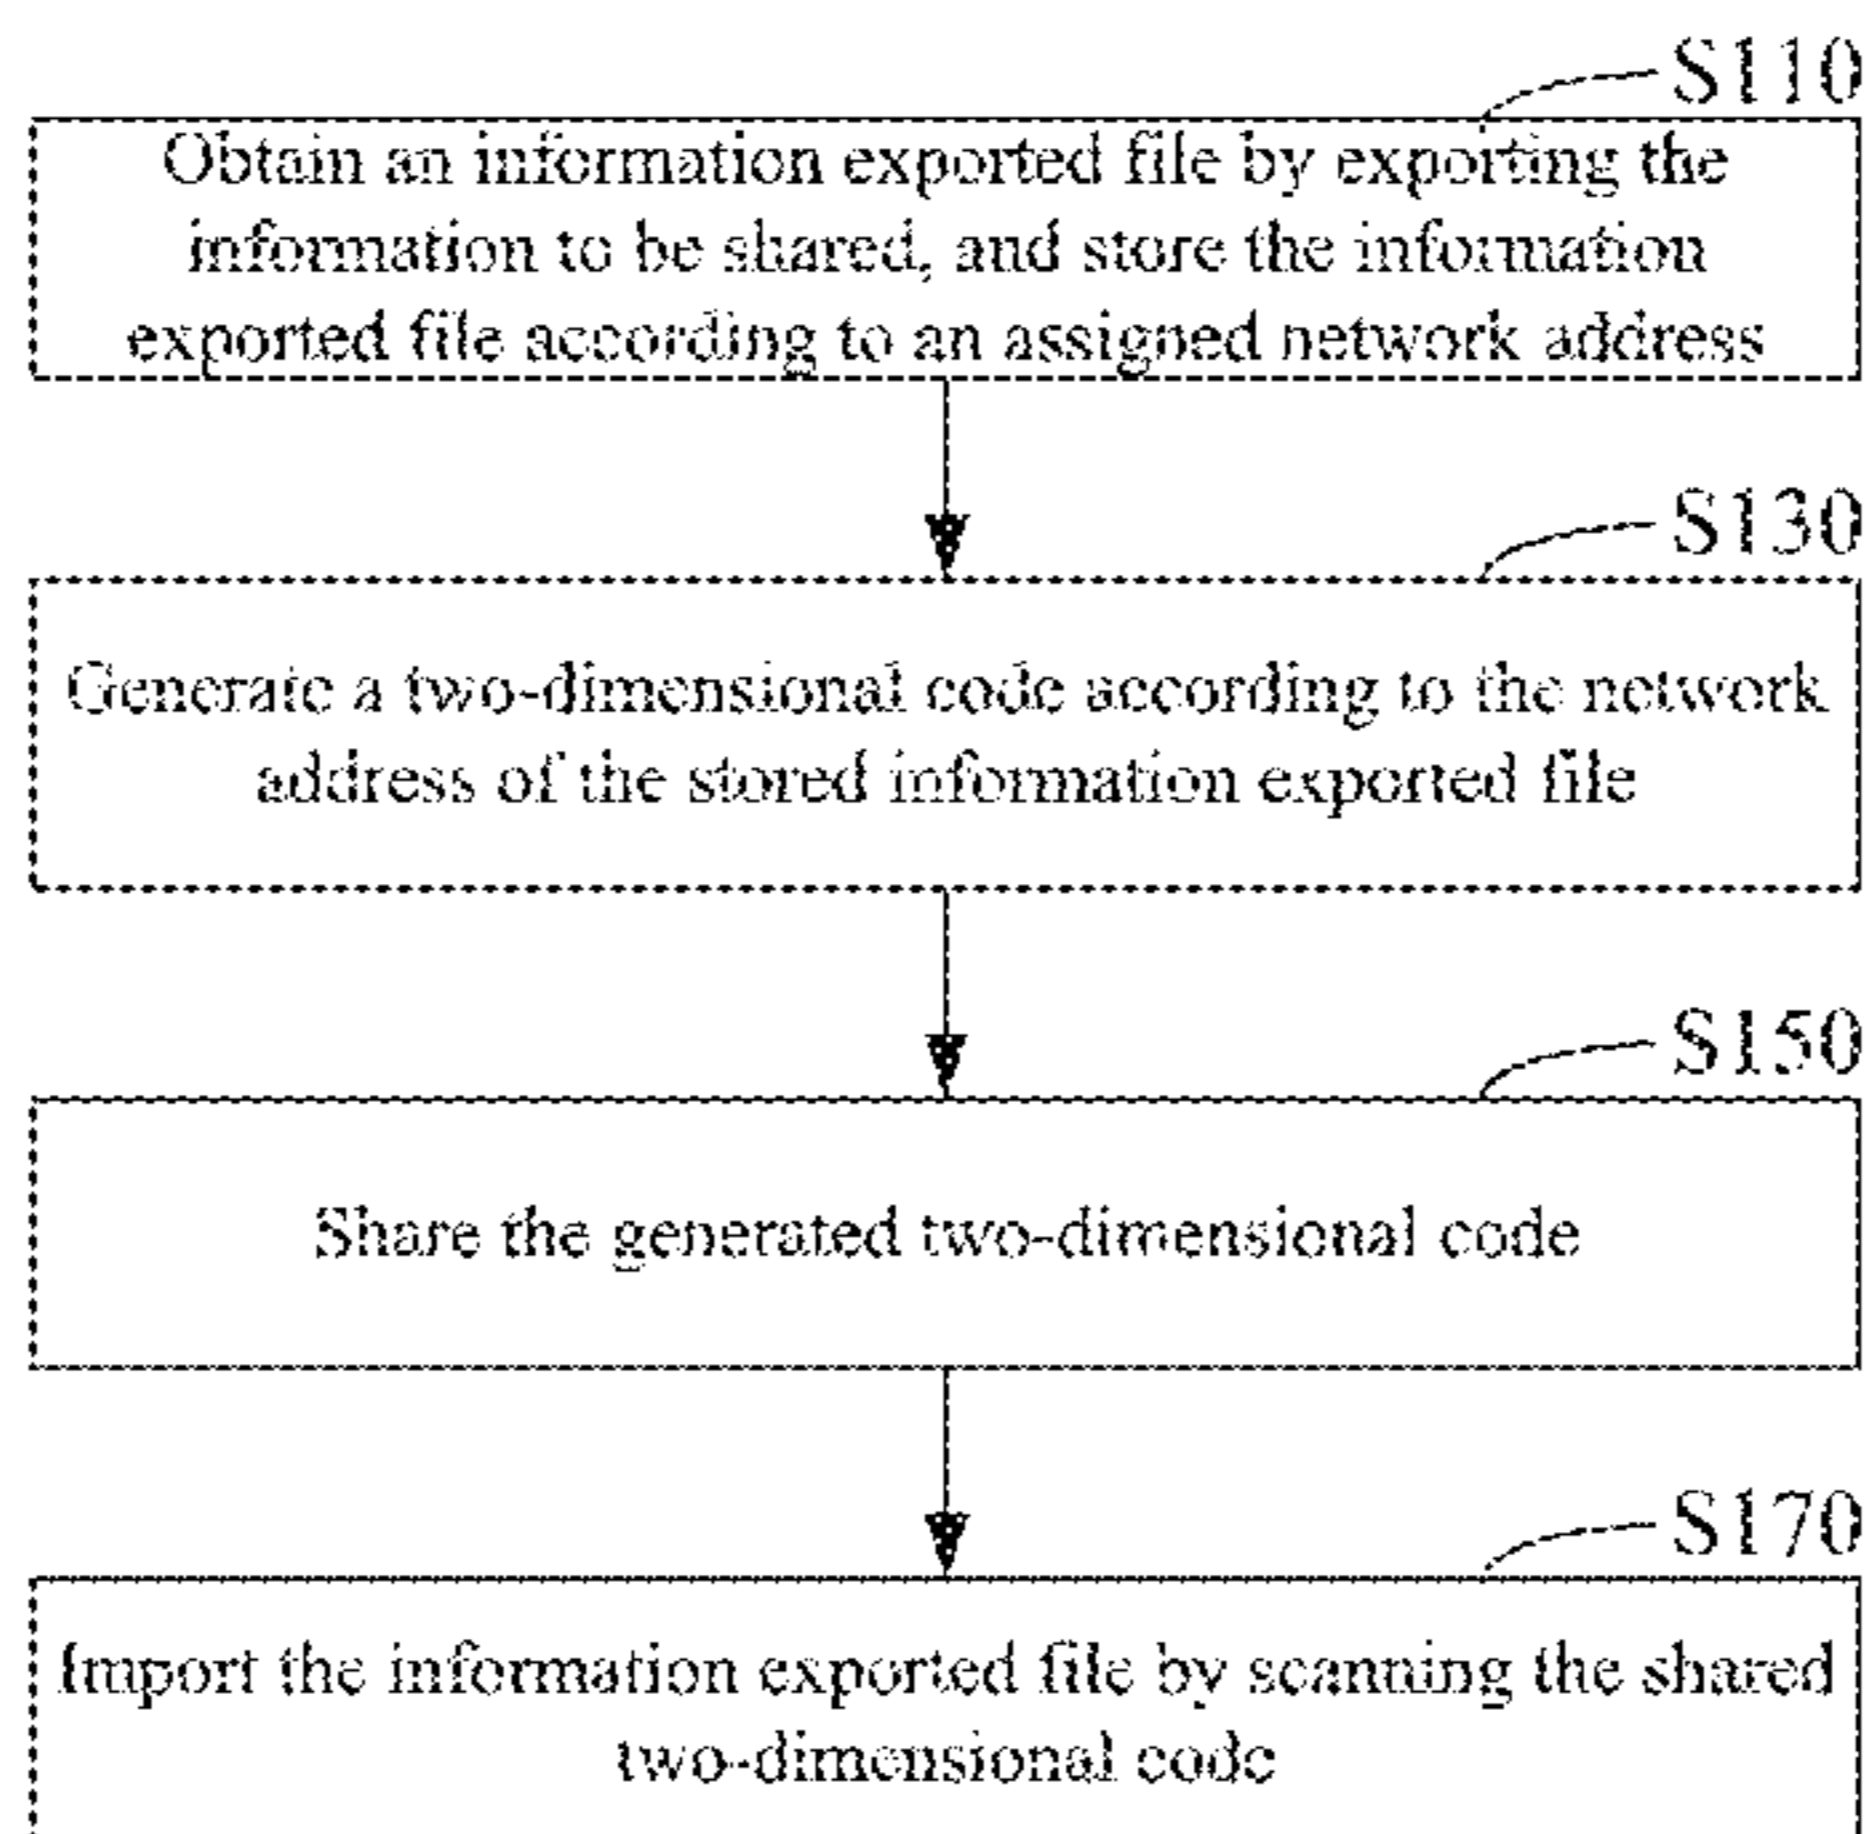 S110
Obtain an information exported file by exporting the
information to be shared, and store the information
exported file according to an assigned network address
S130
Generate a two-dimensional code according to the network
address of the stored information exported file
S150
Share the generated two-dimensional code
S170
Import the information exported file by scanning the shared
two-dimensional code